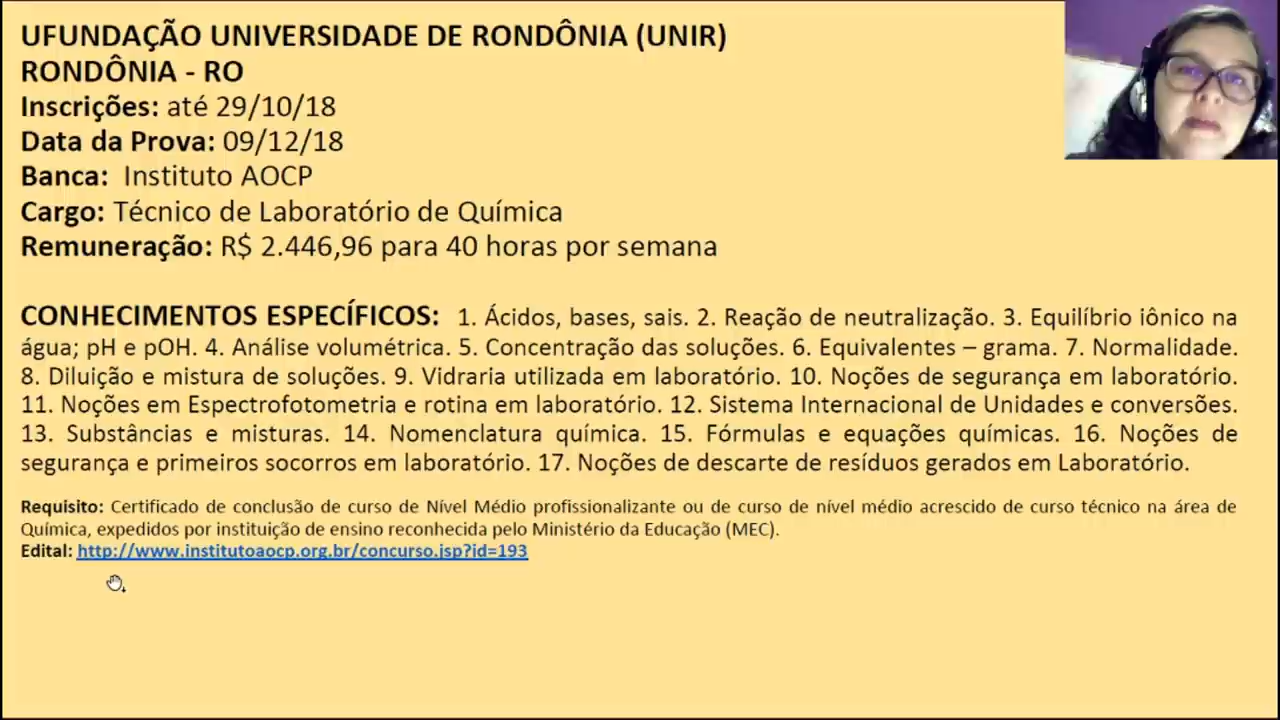 UFUNDAÇÃO UNIVERSIDADE DE RONDÔNIA (UNIR)
RONDÔNIA - RO
Inscrições: até 29/10/18
Data da Prova: 09/12/18
Banca: Instituto AOCP
Cargo: Técnico de Laboratório de Química
Remuneração: R$ 2.446,96 para 40 horas por semana
CONHECIMENTOS ESPECÍFICOS: 1. Ácidos, bases, sais. 2. Reação de neutralização. 3. Equilíbrio iônico na
água; pH e pOH. 4. Análise volumétrica. 5. Concentração das soluções. 6. Equivalentes – grama. 7. Normalidade.
8. Diluição e mistura de soluções. 9. Vidraria utilizada em laboratório. 10. Noções de segurança em laboratório.
11. Noções em Espectrofotometria e rotina em laboratório. 12. Sistema Internacional de Unidades e conversões.
13. Substâncias e misturas. 14. Nomenclatura química. 15. Fórmulas e equações químicas. 16. Noções de
segurança e primeiros socorros em laboratório. 17. Noções de descarte de resíduos gerados em Laboratório.
Requisito: Certificado de conclusão de curso de Nível Médio profissionalizante ou de curso de nível médio acrescido de curso técnico na área de
Química, expedidos por instituição de ensino reconhecida pelo Ministério da Educação (MEC).
Edital: http://www.institutoaocp.org.br/concurso.jsp?id=193